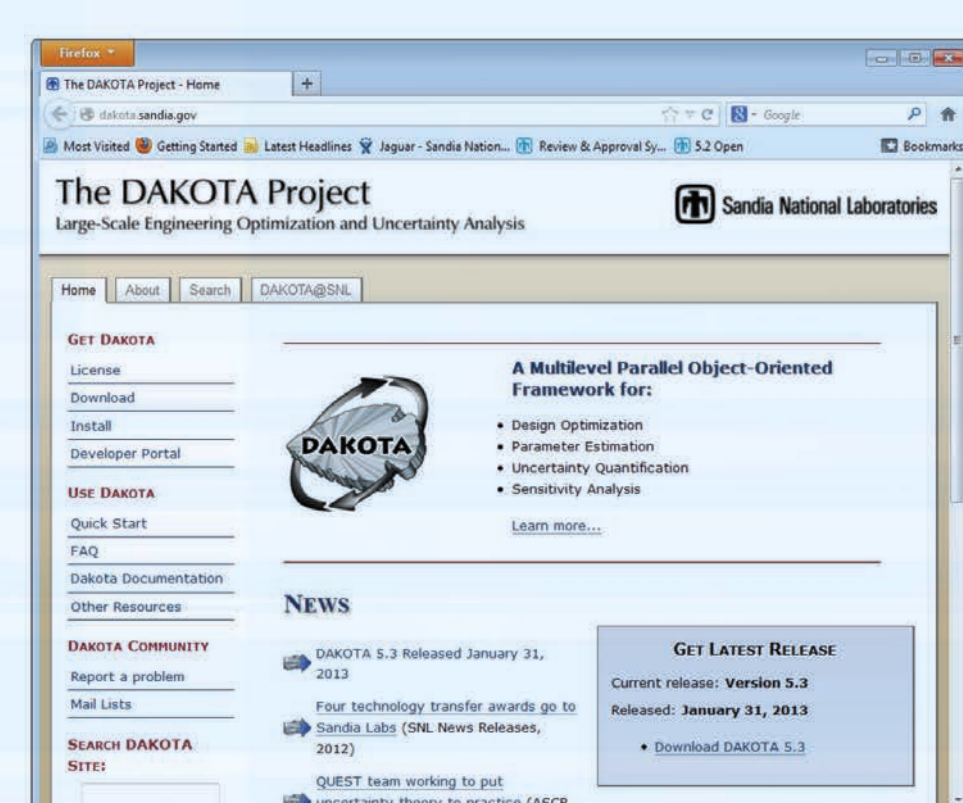 Firefox
The DAKOTA Project - Home
+
dakota.sandia.gov
Google
Most Visited Getting Started Latest Headlines Jaguar - Sandia Nation... Review & Approval Sy... 5.2 Open Bookmarks
The DAKOTA Project
Large-Scale Engineering Optimization and Uncertainty Analysis
Sandia National Laboratories
Home About Search DAKOTA@SNL
GET DAKOTA
License
Download
Install
Developer Portal
USE DAKOTA
Quick Start
FAQ
Dakota Documentation
Other Resources
DAKOTA COMMUNITY
Report a problem
Mail Lists
SEARCH DAKOTA
SITE:
DAKOTA
A Multilevel Parallel Object-Oriented
Framework for:
• Design Optimization
• Parameter Estimation
• Uncertainty Quantification
• Sensitivity Analysis
Learn more...
NEWS
DAKOTA 5.3 Released January 31,
2013
Four technology transfer awards go to
Sandia Labs (SNL News Releases,
2012)
QUEST team working to put
uncertainty theory to practice (ASCR
GET LATEST RELEASE
Current release: Version 5.3
Released: January 31, 2013
• Download DAKOTA 5.3